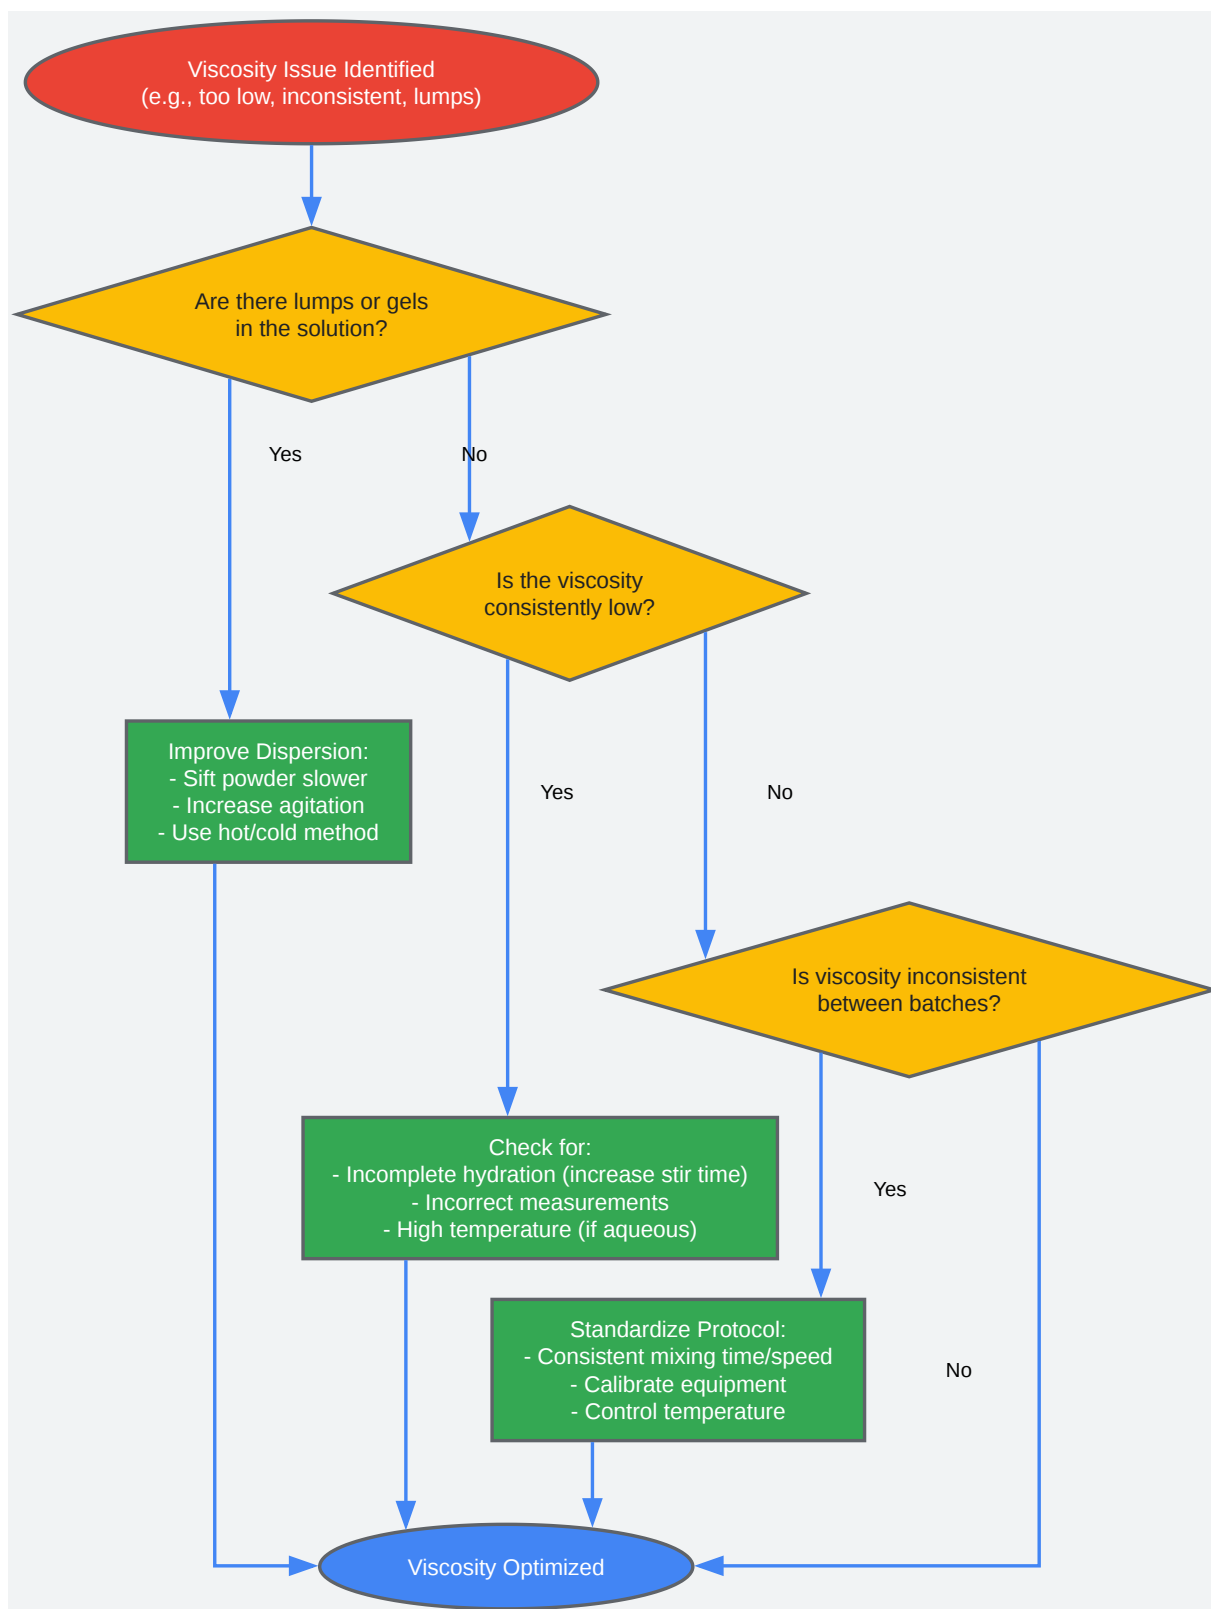 Viscosity Issue Identified
(e.g., too low, inconsistent, lumps)
Are there lumps or gels
in the solution?
Yes
No
Is the viscosity
consistently low?
Improve Dispersion:
- Sift powder slower
- Increase agitation
- Use hot/cold method
Yes
No
Is viscosity inconsistent
between batches?
Check for:
- Incomplete hydration (increase stir time)
- Incorrect measurements
- High temperature (if aqueous)
Yes
Standardize Protocol:
- Consistent mixing time/speed
- Calibrate equipment
- Control temperature
No
Viscosity Optimized